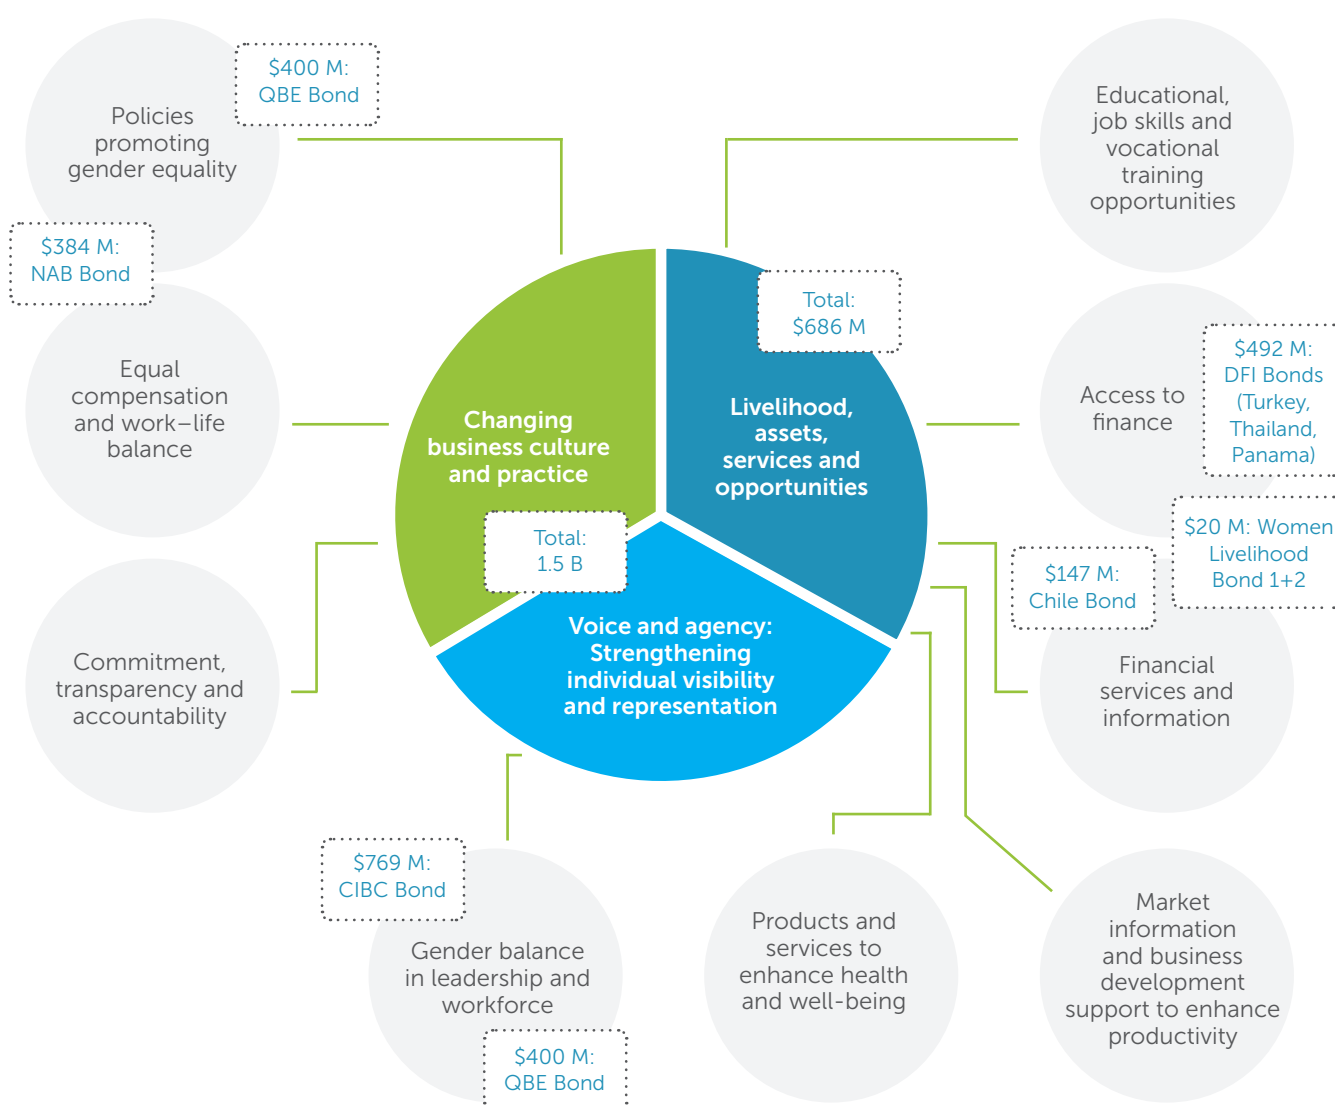 $400 M:
QBE Bond
Policies
promoting
gender equality
$384 M:
NAB Bond
Equal
compensation
and work–life
balance
Commitment,
transparency and
accountability
Changing
business culture
and practice
Total:
1.5 B
Total:
$686 M
Livelihood,
assets,
services and
opportunities
Voice and agency:
Strengthening
individual visibility
and representation
Educational,
job skills and
vocational
training
opportunities
Access to
finance
$492 M:
DFI Bonds
(Turkey,
Thailand,
Panama)
$20 M: Women
Livelihood
Bond 1+2
$147 M:
Chile Bond
Financial
services and
information
$769 M:
CIBC Bond
Gender balance
in leadership and
workforce
$400 M:
QBE Bond
Products and
services to
enhance health
and well-being
Market
information
and business
development
support to enhance
productivity